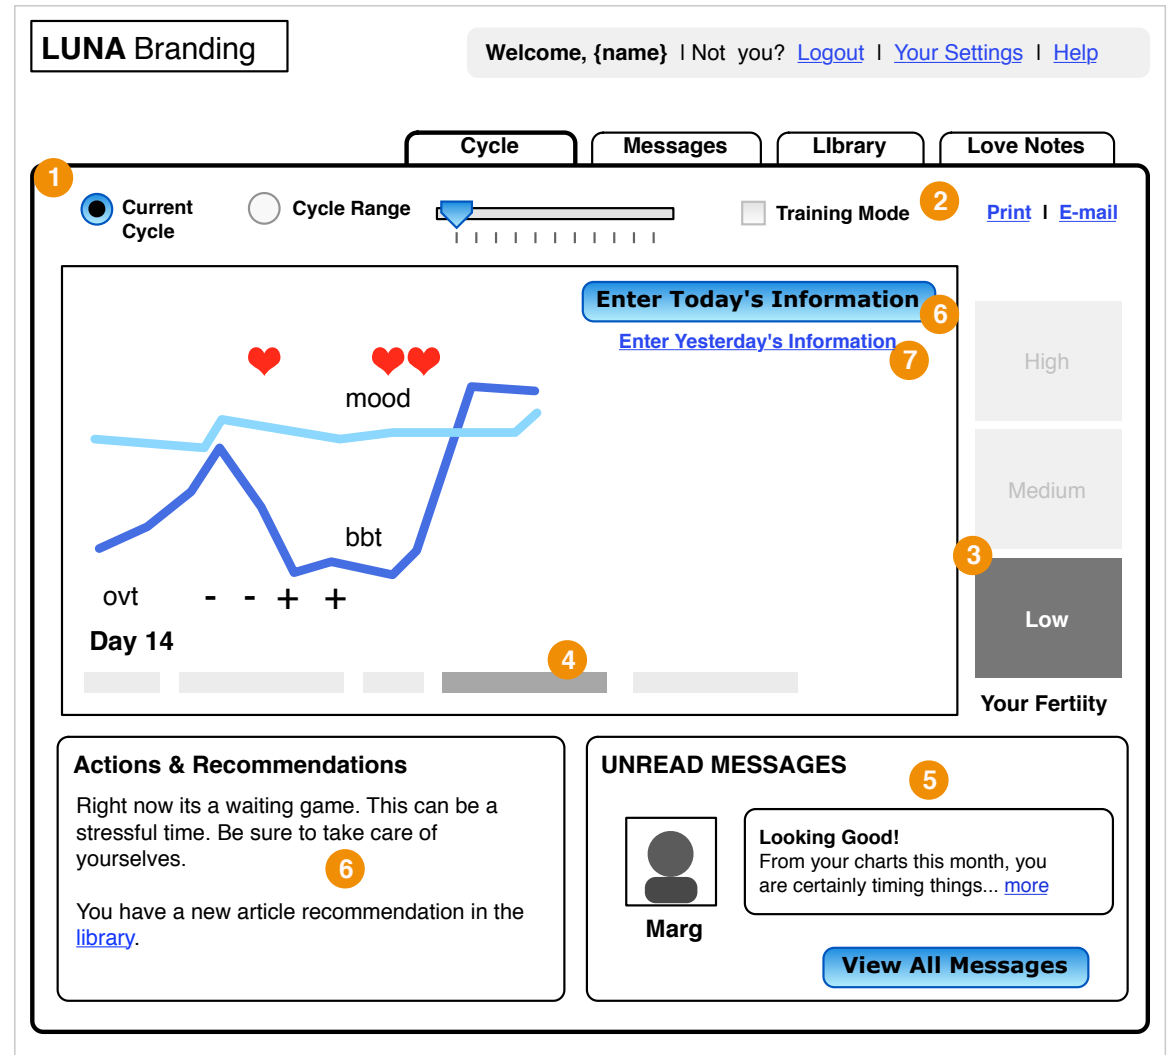 LUNA Branding
Welcome, {name} | Not you? Logout | Your Settings | Help
Cycle
Messages
LIbrary
Love Notes
1
Current
Cycle
Cycle Range
Training Mode
2
Print | E-mail
Enter Today's Information
6
Enter Yesterday's Information
7
High
mood
Medium
bbt
3
ovt - - + +
Low
Day 14
4
Your Fertiity
Actions & Recommendations
Right now its a waiting game. This can be a
stressful time. Be sure to take care of
yourselves.
6
You have a new article recommendation in the
library.
UNREAD MESSAGES
5
Looking Good!
From your charts this month, you
are certainly timing things... more
Marg
View All Messages